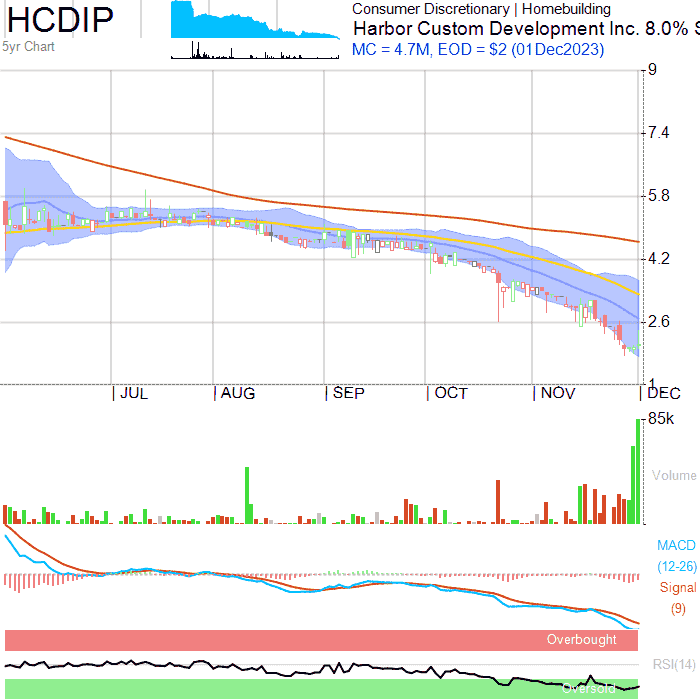 HCDIP
5yr Chart
Consumer Discretionary | Homebuilding
Harbor Custom Development Inc. 8.0% S
MC = 4.7M, EOD = $2 (01Dec2023)
9
7.4
5.8
4.2
2.6
1
JUL
AUG
SEP
OCT
NOV
DEC
85k
Volume
MACD
(12-26)
Signal
(9)
Overbought
RSI(14)
Oversold